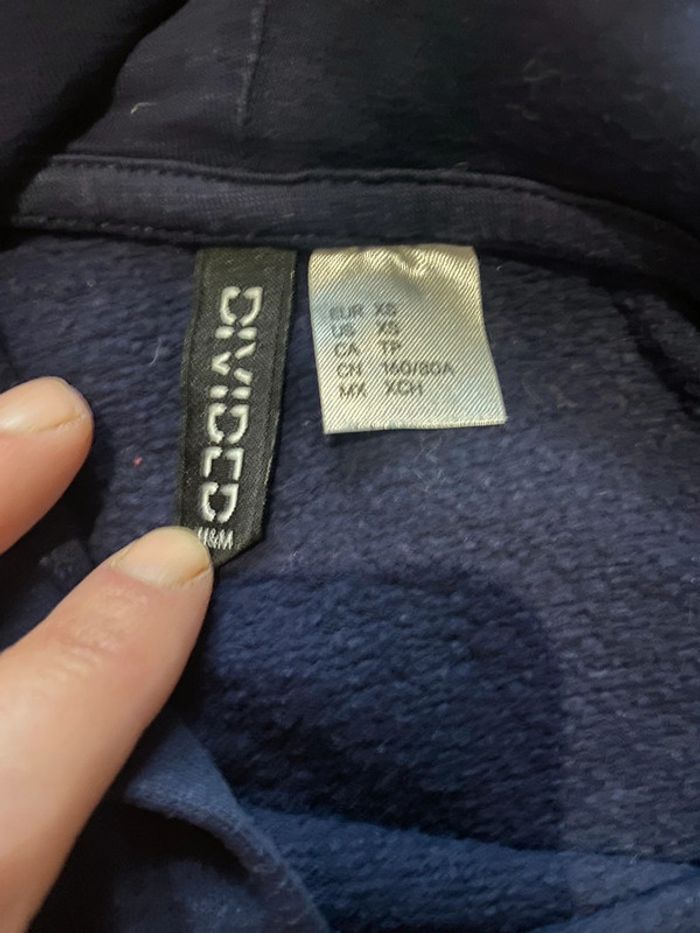 DIVIDED
H&M
EUR XS
US XS
CA TP
CN 160/80A
MX XCH